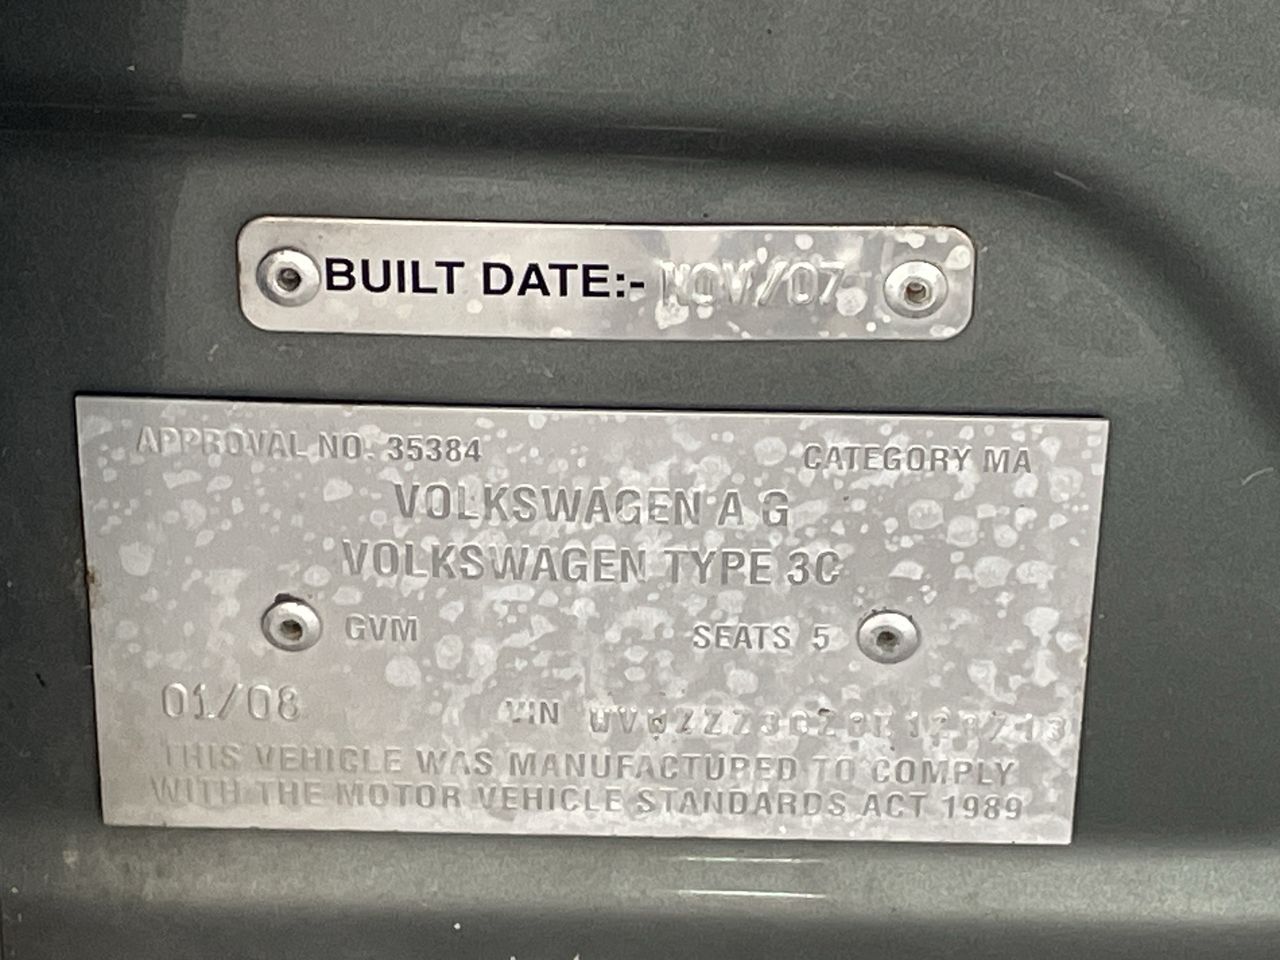 BUILT DATE:- NOV/07
APPROVAL NO. 35384 CATEGORY MA
VOLKSWAGEN A G
VOLKSWAGEN TYPE 3C
GVM SEATS 5
01/08 VIN
THIS VEHICLE WAS MANUFACTURED TO COMPLY
WITH THE MOTOR VEHICLE STANDARDS ACT 1989